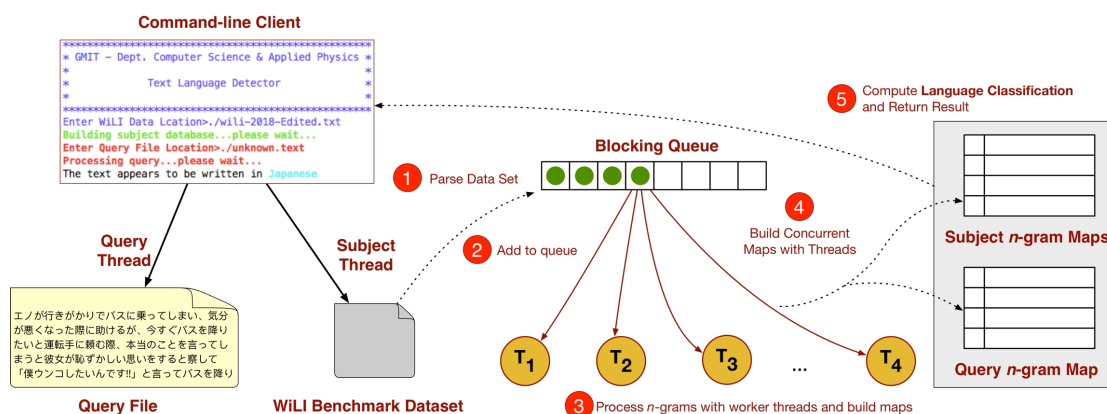 Command-line Client
*****************************************************
* GMIT - Dept. Computer Science & Applied Physics *
* *
* Text Language Detector *
* *
*****************************************************
Enter WiLI Data Lcation>./wili-2018-Edited.txt
Building subject database...please wait...
Enter Query File Location>./unknown.text
Processing query...please wait...
The text appears to be written in Japanese
5 Compute Language Classification
and Return Result
Blocking Queue
1 Parse Data Set
4
Build Concurrent
Maps with Threads
2 Add to queue
Query
Thread
Subject
Thread
Subject n-gram Maps
エノが行きがかりでバスに乗ってしまい、気分
が悪くなった際に助けるが、今すぐバスを降り
たいと運転手に頼む際、本当のことを言ってし
まうと彼女が恥ずかしい思いをすると察して
「僕ウンコしたいんです!!」と言ってバスを降り
T1
T2
T3
...
T4
Query n-gram Map
Query File
WiLI Benchmark Dataset
3 Process n-grams with worker threads and build maps